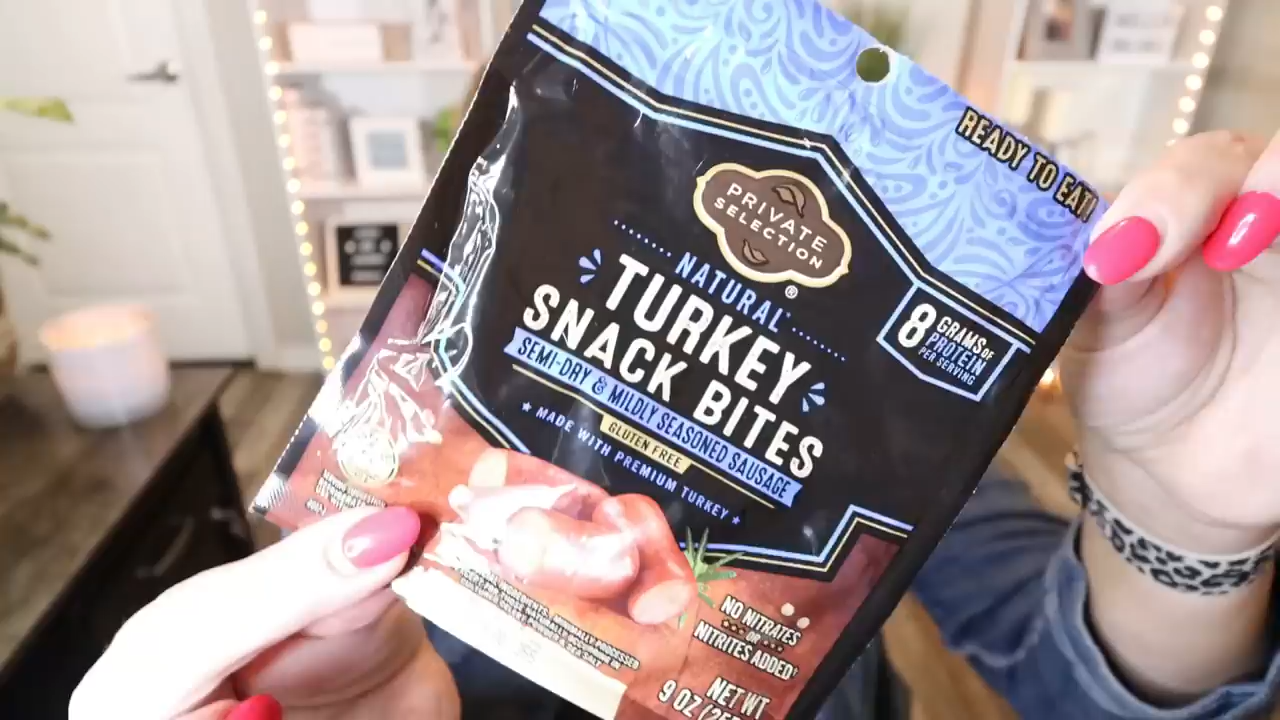 READY TO EAT!
PRIVATE
SELECTION
®
NATURAL*
TURKEY
SNACK BITES
SEMI-DRY & MILDLY SEASONED SAUSAGE
GLUTEN FREE
★ MADE WITH PREMIUM TURKEY ★
8 GRAMS OF
PROTEIN
PER SERVING
NO NITRATES
OR
NITRITES ADDED†
NET WT
9 OZ